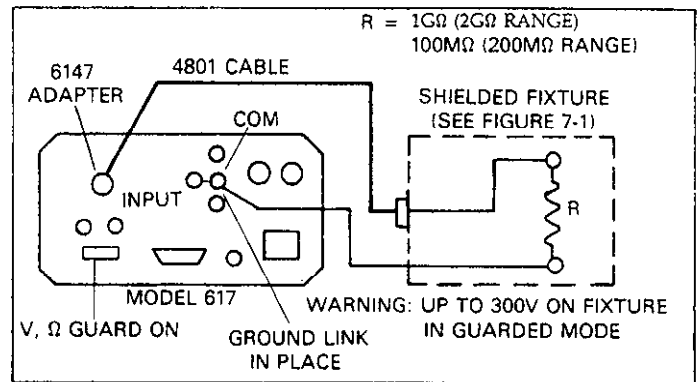 R = 1GΩ (2GΩ RANGE)
100MΩ (200MΩ RANGE)
6147
ADAPTER
4801 CABLE
COM
SHIELDED FIXTURE
(SEE FIGURE 7-1)
INPUT
R
MODEL 617
WARNING: UP TO 300V ON FIXTURE
IN GUARDED MODE
V, Ω GUARD ON
GROUND LINK
IN PLACE